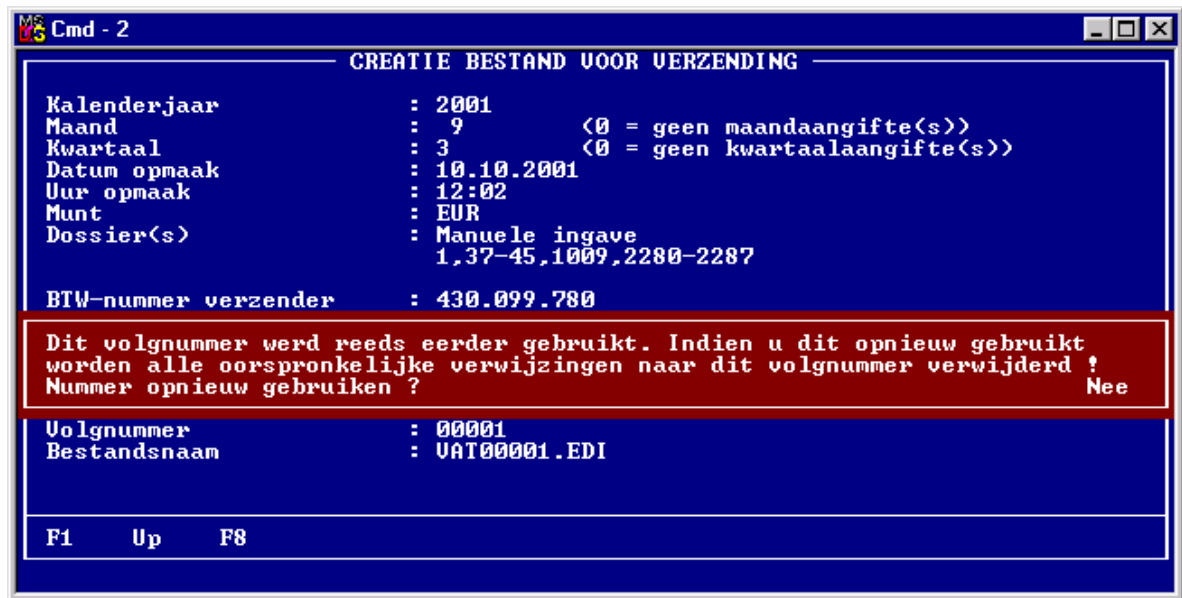 Cmd - 2
CREATIE BESTAND VOOR VERZENDING
Kalenderjaar : 2001
Maand : 9 (0 = geen maandaangifte(s))
Kwartaal : 3 (0 = geen kwartaalaangifte(s))
Datum opmaak : 10.10.2001
Uur opmaak : 12:02
Munt : EUR
Dossier(s) : Manuele ingave
1,37-45,1009,2280-2287
BTW-nummer verzender : 430.099.780
Dit volgnummer werd reeds eerder gebruikt. Indien u dit opnieuw gebruikt
worden alle oorspronkelijke verwijzingen naar dit volgnummer verwijderd !
Nummer opnieuw gebruiken ? Nee
Volgnummer : 00001
Bestandsnaam : VAT00001.EDI
F1 Up F8